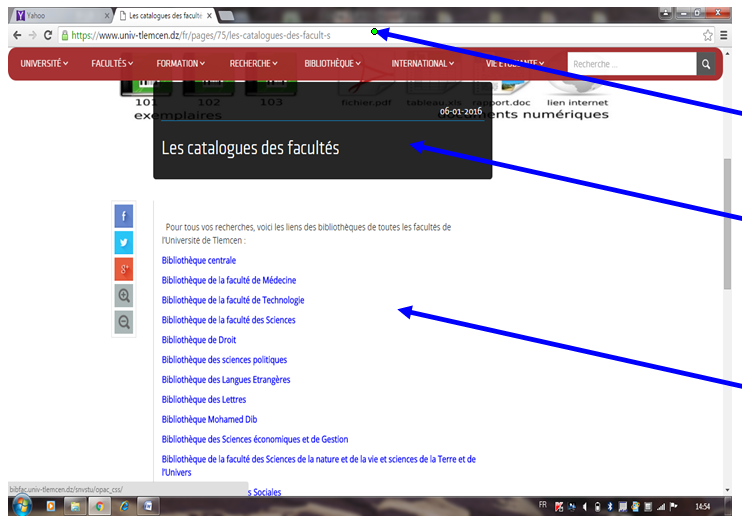 Yahoo
Les catalogues des faculté
https://www.univ-tlemcen.dz/fr/pages/75/les-catalogues-des-facult-s
UNIVERSITÉ FACULTÉS FORMATION RECHERCHE BIBLIOTHÈQUE INTERNATIONAL VIE ÉTUDIANTE Recherche ...
101 102 103 fichier.pdf tableau.xls rapport.doc lien internet
exemplaires documents numériques
06-01-2016
Les catalogues des facultés
Pour tous vos recherches, voici les liens des bibliothèques de toutes les facultés de
l'Université de Tlemcen :
Bibliothèque centrale
Bibliothèque de la faculté de Médecine
Bibliothèque de la faculté de Technologie
Bibliothèque de la faculté des Sciences
Bibliothèque de Droit
Bibliothèque des sciences politiques
Bibliothèque des Langues Etrangères
Bibliothèque des Lettres
Bibliothèque Mohamed Dib
Bibliothèque des Sciences économiques et de Gestion
Bibliothèque de la faculté des Sciences de la nature et de la vie et sciences de la Terre et de
l'Univers
bibfac.univ-tlemcen.dz/snvstu/opac_css/
s Sociales
FR 14:54